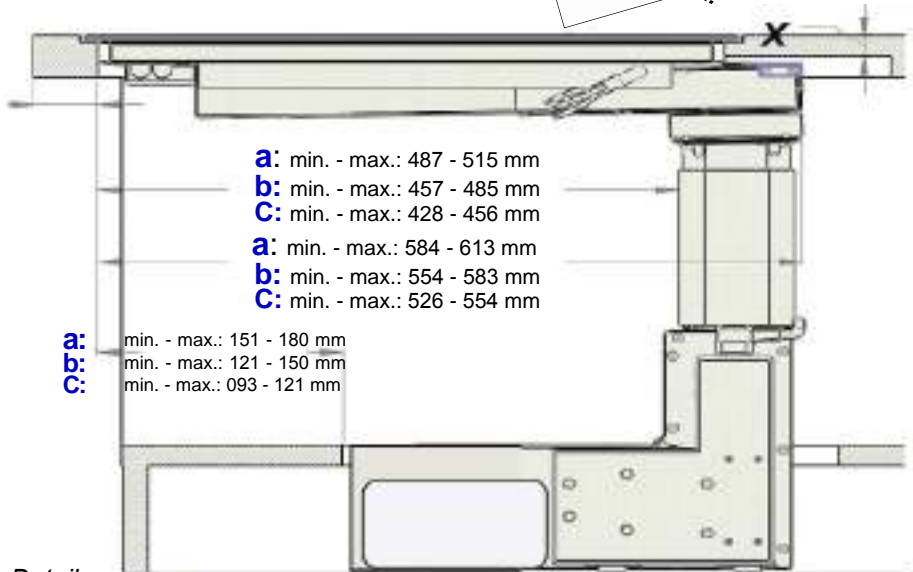 X
a: min. - max.: 487 - 515 mm
b: min. - max.: 457 - 485 mm
C: min. - max.: 428 - 456 mm
a: min. - max.: 584 - 613 mm
b: min. - max.: 554 - 583 mm
C: min. - max.: 526 - 554 mm
a: min. - max.: 151 - 180 mm
b: min. - max.: 121 - 150 mm
C: min. - max.: 093 - 121 mm